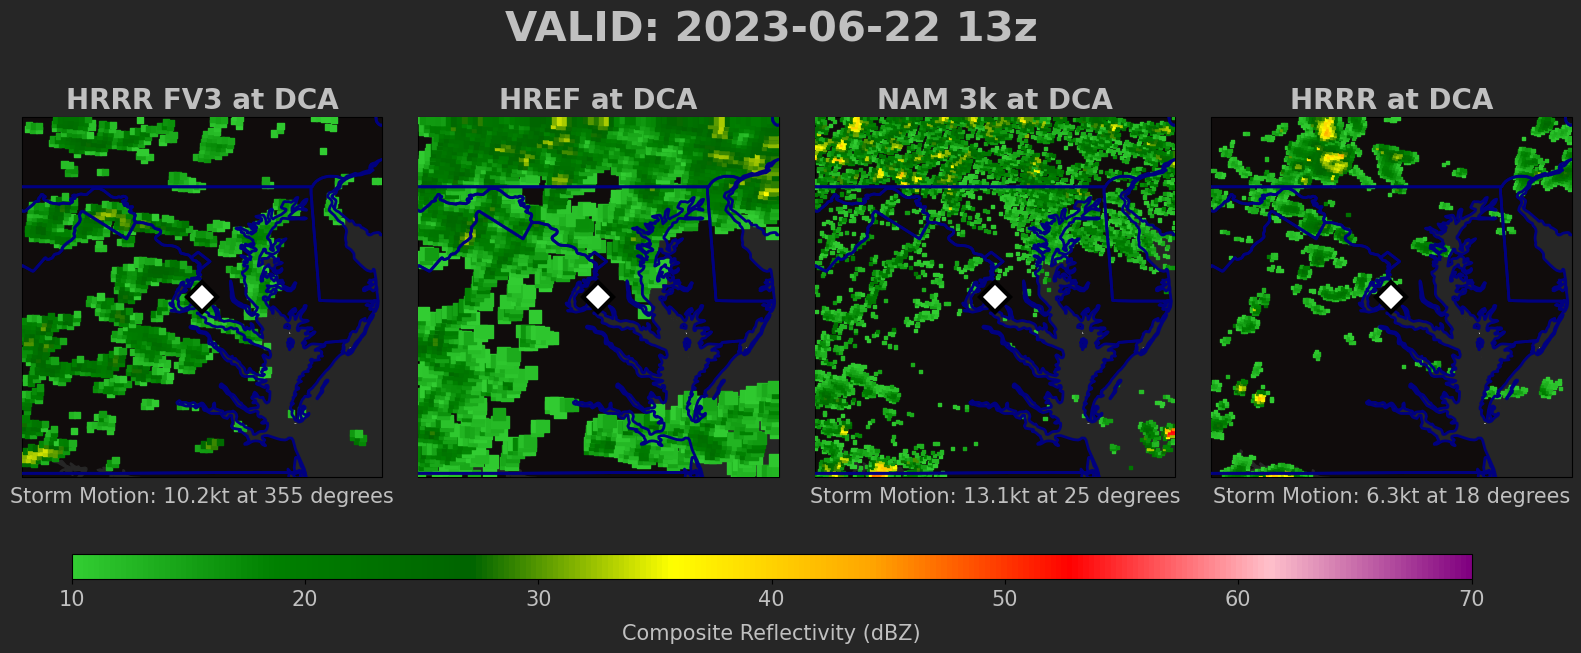 VALID: 2023-06-22 13z
HRRR FV3 at DCA
HREF at DCA
NAM 3k at DCA
HRRR at DCA
Storm Motion: 10.2kt at 355 degrees
Storm Motion: 13.1kt at 25 degrees
Storm Motion: 6.3kt at 18 degrees
10 20 30 40 50 60 70
Composite Reflectivity (dBZ)